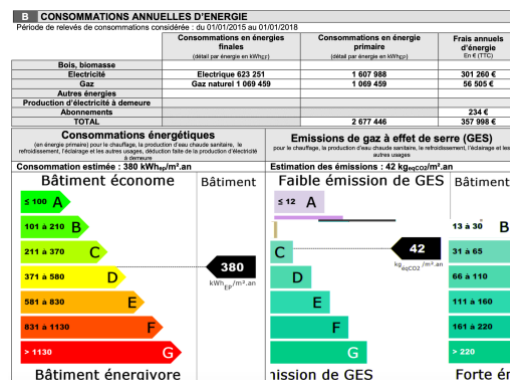 B CONSOMMATIONS ANNUELLES D'ENERGIE
Période de relevés de consommations considérée : du 01/01/2015 au 01/01/2018
Consommations en énergies finales Consommations en énergie primaire Frais annuels d'énergie
(détail par énergie en kWhEF) (détail par énergie en kWhEP) En € (TTC)
Bois, biomasse
Electricité Electrique 623 251 1 607 988 301 260 €
Gaz Gaz naturel 1 069 459 1 069 459 56 505 €
Autres énergies
Production d'électricité à demeure
Abonnements 234 €
TOTAL 2 677 446 357 998 €
Consommations énergétiques
(en énergie primaire) pour le chauffage, la production d'eau chaude sanitaire, le
refroidissement, l'éclairage et les autres usages, déduction faite de la production d'électricité
à demeure
Consommation estimée : 380 kWhep/m².an
Bâtiment économe Bâtiment
≤ 100 A
101 à 210 B
211 à 370 C
371 à 580 D
581 à 830 E
831 à 1130 F
> 1130 G
380
kWhEP/m².an
Bâtiment énergivore
Emissions de gaz à effet de serre (GES)
pour le chauffage, la production d'eau chaude sanitaire, le refroidissement, l'éclairage et les
autres usages
Estimation des émissions : 42 kgeqCO2/m².an
Faible émission de GES Bâtiment
≤ 12 A
13 à 30 B
C 31 à 65
D 66 à 110
E 111 à 160
F 161 à 220
G > 220
42
kgeqCO2/m².an
ission de GES Forte ér